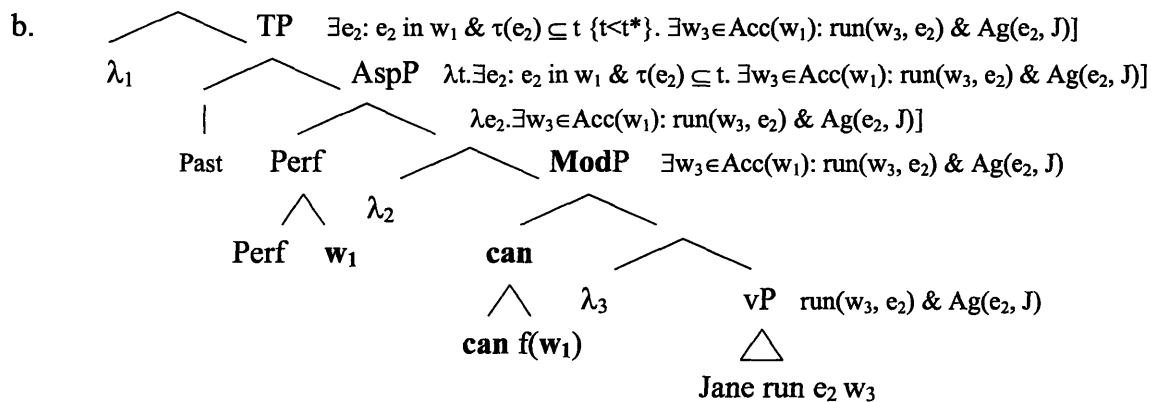 b. TP ∃e₂: e₂ in w₁ & τ(e₂) ⊆ t {t<t*}. ∃w₃∈Acc(w₁): run(w₃, e₂) & Ag(e₂, J)]
λ₁ AspP λt.∃e₂: e₂ in w₁ & τ(e₂) ⊆ t. ∃w₃∈Acc(w₁): run(w₃, e₂) & Ag(e₂, J)]
λe₂.∃w₃∈Acc(w₁): run(w₃, e₂) & Ag(e₂, J)]
Past Perf ModP ∃w₃∈Acc(w₁): run(w₃, e₂) & Ag(e₂, J)
λ₂
Perf w₁ can
λ₃ vP run(w₃, e₂) & Ag(e₂, J)
can f(w₁)
Jane run e₂ w₃